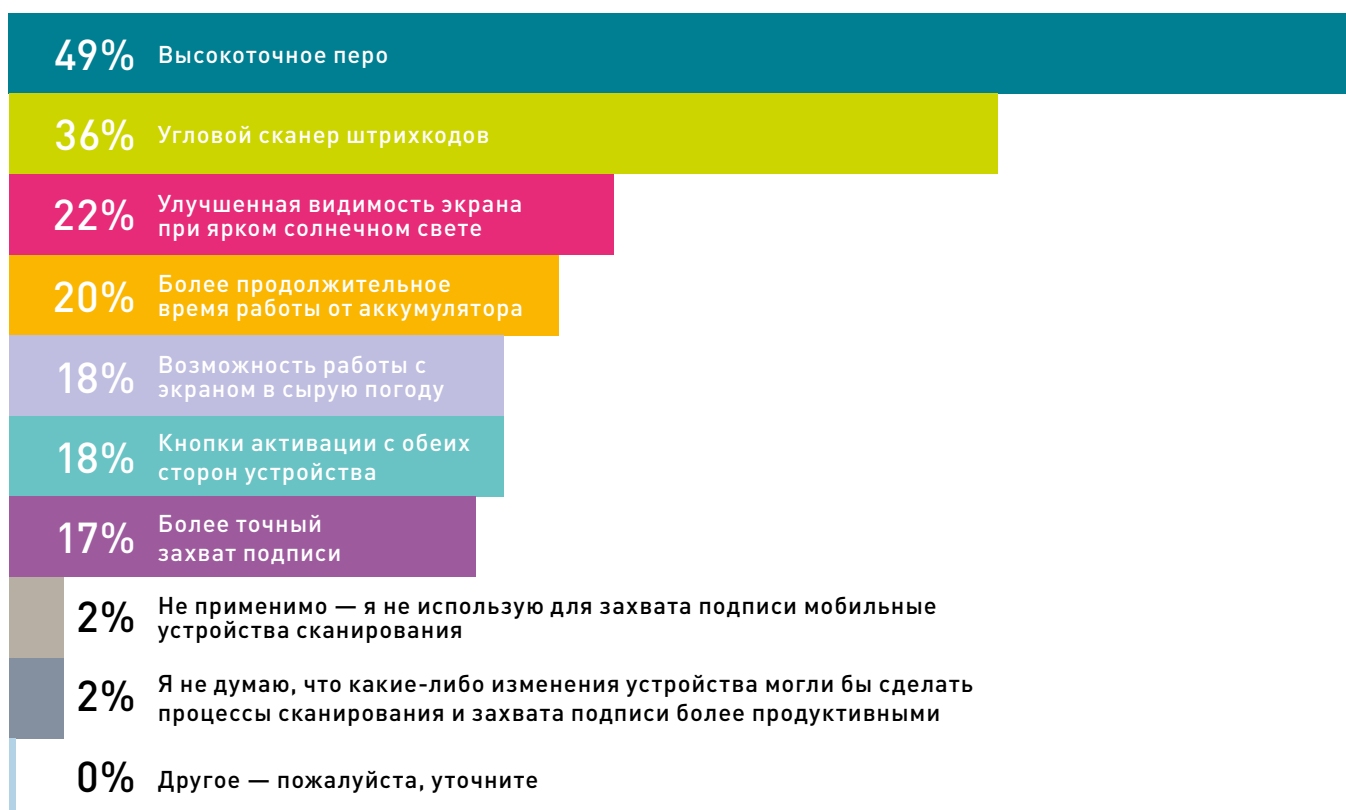 49% Высокоточное перо
36% Угловой сканер штрихкодов
22% Улучшенная видимость экрана
при ярком солнечном свете
20% Более продолжительное
время работы от аккумулятора
18% Возможность работы с
экраном в сырую погоду
18% Кнопки активации с обеих
сторон устройства
17% Более точный
захват подписи
2% Не применимо — я не использую для захвата подписи мобильные
устройства сканирования
2% Я не думаю, что какие-либо изменения устройства могли бы сделать
процессы сканирования и захвата подписи более продуктивными
0% Другое — пожалуйста, уточните